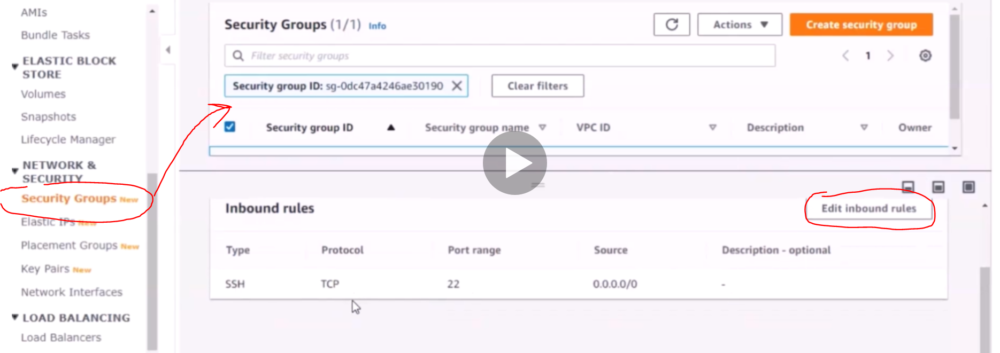 AMIs
Bundle Tasks
ELASTIC BLOCK
STORE
Volumes
Snapshots
Lifecycle Manager
NETWORK &
SECURITY
Security Groups New
Elastic IPs New
Placement Groups New
Key Pairs New
Network Interfaces
LOAD BALANCING
Load Balancers
Security Groups (1/1) Info
Actions
Create security group
Filter security groups
1
Security group ID: sg-0dc47a4246ae30190
Clear filters
Security group ID Security group name VPC ID Description Owner
Inbound rules
Edit inbound rules
Type Protocol Port range Source Description - optional
SSH TCP 22 0.0.0.0/0 -